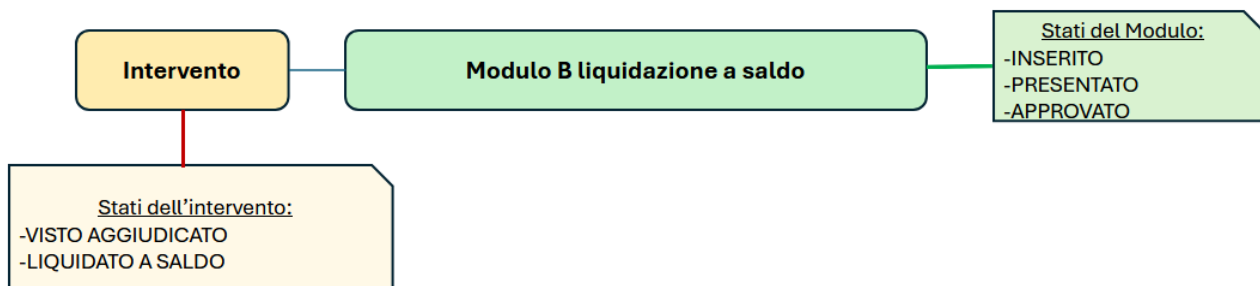 Intervento
Modulo B liquidazione a saldo
Stati del Modulo:
-INSERITO
-PRESENTATO
-APPROVATO
Stati dell’intervento:
-VISTO AGGIUDICATO
-LIQUIDATO A SALDO